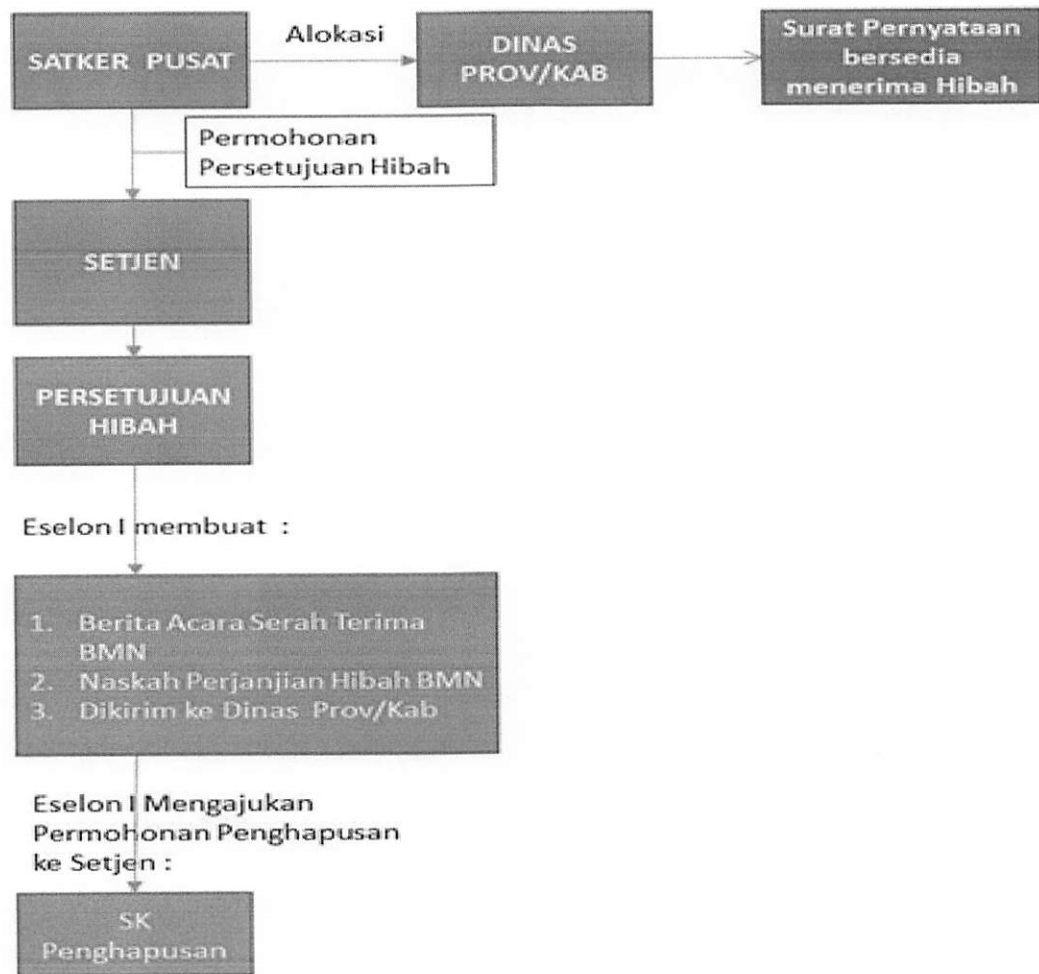 SATKER PUSAT
Alokasi
DINAS
PROV/KAB
Surat Pernyataan
bersedia
menerima Hibah
Permohonan
Persetujuan Hibah
SETJEN
PERSETUJUAN
HIBAH
Eselon I membuat :
1. Berita Acara Serah Terima
BMN
2. Naskah Perjanjian Hibah BMN
3. Dikirim ke Dinas Prov/Kab
Eselon I Mengajukan
Permohonan Penghapusan
ke Setjen :
SK
Penghapusan